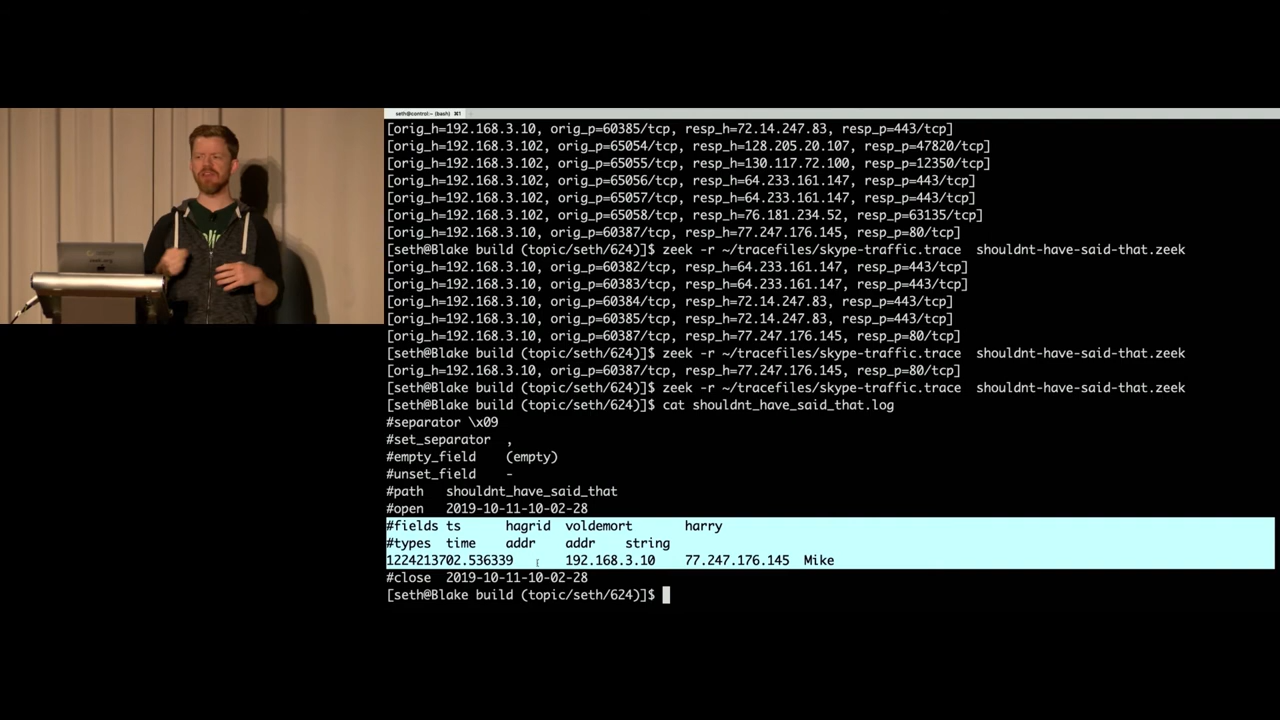 seth@control:~ (bash) ⌘1
[orig_h=192.168.3.10, orig_p=60385/tcp, resp_h=72.14.247.83, resp_p=443/tcp]
[orig_h=192.168.3.102, orig_p=65054/tcp, resp_h=128.205.20.107, resp_p=47820/tcp]
[orig_h=192.168.3.102, orig_p=65055/tcp, resp_h=130.117.72.100, resp_p=12350/tcp]
[orig_h=192.168.3.102, orig_p=65056/tcp, resp_h=64.233.161.147, resp_p=443/tcp]
[orig_h=192.168.3.102, orig_p=65057/tcp, resp_h=64.233.161.147, resp_p=443/tcp]
[orig_h=192.168.3.102, orig_p=65058/tcp, resp_h=76.181.234.52, resp_p=63135/tcp]
[orig_h=192.168.3.10, orig_p=60387/tcp, resp_h=77.247.176.145, resp_p=80/tcp]
[seth@Blake build (topic/seth/624)]$ zeek -r ~/tracefiles/skype-traffic.trace  shouldnt-have-said-that.zeek
[orig_h=192.168.3.10, orig_p=60382/tcp, resp_h=64.233.161.147, resp_p=443/tcp]
[orig_h=192.168.3.10, orig_p=60383/tcp, resp_h=64.233.161.147, resp_p=443/tcp]
[orig_h=192.168.3.10, orig_p=60384/tcp, resp_h=72.14.247.83, resp_p=443/tcp]
[orig_h=192.168.3.10, orig_p=60385/tcp, resp_h=72.14.247.83, resp_p=443/tcp]
[orig_h=192.168.3.10, orig_p=60387/tcp, resp_h=77.247.176.145, resp_p=80/tcp]
[seth@Blake build (topic/seth/624)]$ zeek -r ~/tracefiles/skype-traffic.trace  shouldnt-have-said-that.zeek
[orig_h=192.168.3.10, orig_p=60387/tcp, resp_h=77.247.176.145, resp_p=80/tcp]
[seth@Blake build (topic/seth/624)]$ zeek -r ~/tracefiles/skype-traffic.trace  shouldnt-have-said-that.zeek
[seth@Blake build (topic/seth/624)]$ cat shouldnt_have_said_that.log
#separator \x09
#set_separator  ,
#empty_field    (empty)
#unset_field    -
#path   shouldnt_have_said_that
#open   2019-10-11-10-02-28
#fields ts      hagrid  voldemort       harry
#types  time    addr    addr    string
1224213702.536339       192.168.3.10    77.247.176.145  Mike
#close  2019-10-11-10-02-28
[seth@Blake build (topic/seth/624)]$